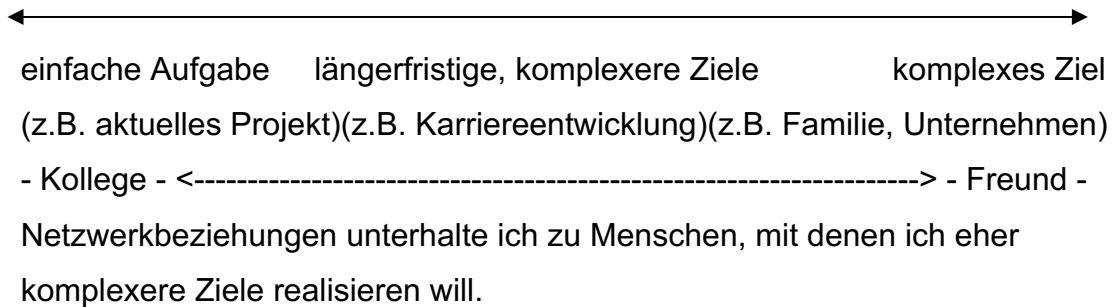 einfache Aufgabe längerfristige, komplexere Ziele komplexes Ziel
(z.B. aktuelles Projekt)(z.B. Karriereentwicklung)(z.B. Familie, Unternehmen)
- Kollege - <--------------------------------------------------------------------> - Freund -
Netzwerkbeziehungen unterhalte ich zu Menschen, mit denen ich eher
komplexere Ziele realisieren will.